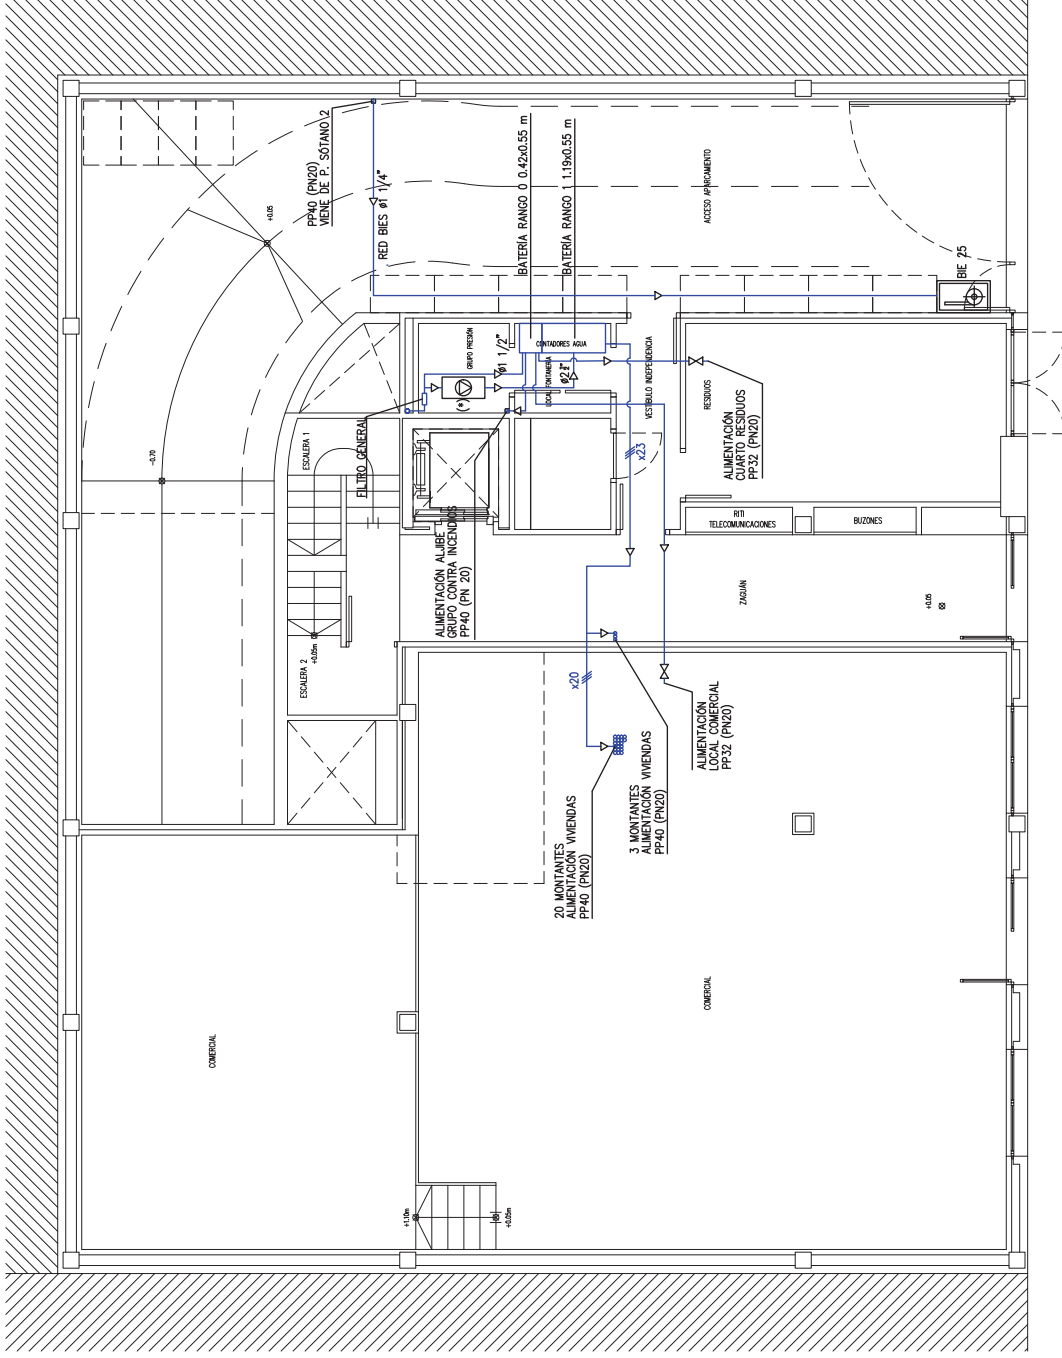 PP40 (PN20)
VIENE DE P. SÓTANO 2
RED BIES ø1 1/4"
BATERÍA RANGO 0 0.42x0.55 m
BATERÍA RANGO 1 1.19x0.55 m
ACCESO APARCAMIENTO
BIE 25
+0.05
-0.70
ESCALERA 1
FILTRO GENERAL
GRUPO PRESIÓN
(*)
ø1 1/2"
CONTADORES AGUA
LOCAL FONTANERÍA
VESTIBULO INDEPENDENCIA
x23
RESIDUOS
ALIMENTACIÓN
CUARTO RESIDUOS
PP32 (PN20)
RITI
TELECOMUNICACIONES
BUZONES
ALIMENTACIÓN ALJIBE
GRUPO CONTRA INCENDIOS
PP40 (PN 20)
ZAGUÁN
+0.05
+0.05m
ESCALERA 2
x20
ALIMENTACIÓN
LOCAL COMERCIAL
PP32 (PN20)
3 MONTANTES
ALIMENTACIÓN VIVIENDAS
PP40 (PN20)
20 MONTANTES
ALIMENTACIÓN VIVIENDAS
PP40 (PN20)
COMERCIAL
COMERCIAL
+1.10m
+0.05m